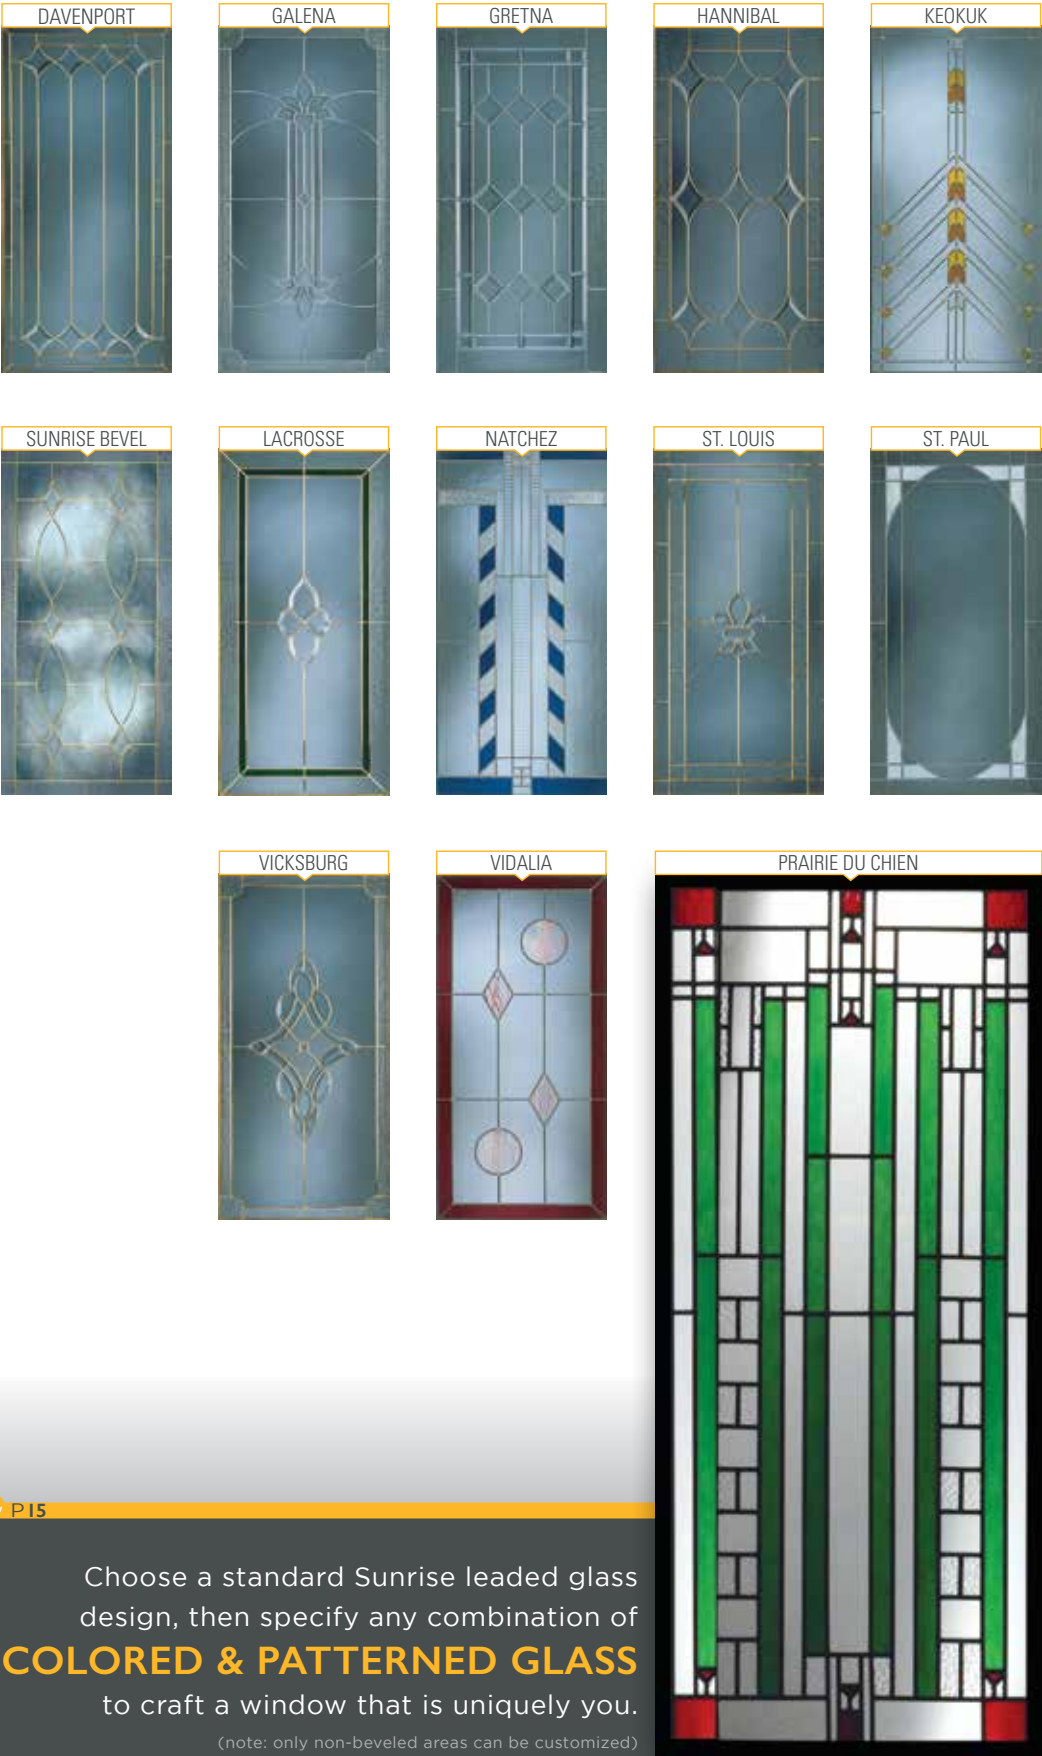 DAVENPORT
GALENA
GRETNA
HANNIBAL
KEOKUK
SUNRISE BEVEL
LACROSSE
NATCHEZ
ST. LOUIS
ST. PAUL
VICKSBURG
VIDALIA
PRAIRIE DU CHIEN
P15
Choose a standard Sunrise leaded glass
design, then specify any combination of
COLORED & PATTERNED GLASS
to craft a window that is uniquely you.
(note: only non-beveled areas can be customized)